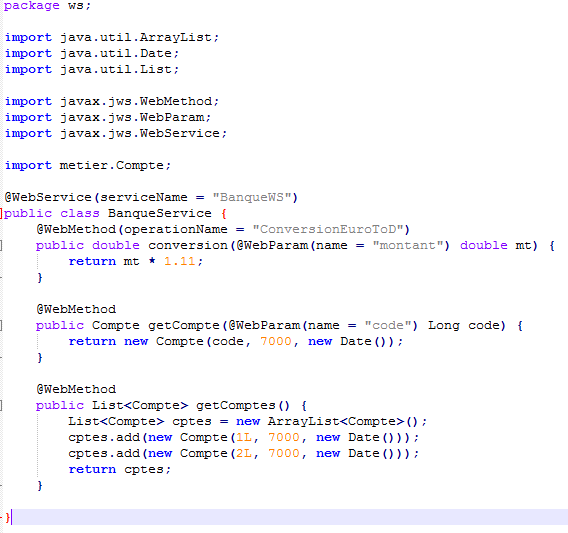 package ws;
import java.util.ArrayList;
import java.util.Date;
import java.util.List;
import javax.jws.WebMethod;
import javax.jws.WebParam;
import javax.jws.WebService;
import metier.Compte;
@WebService(serviceName = "BanqueWS")
public class BanqueService {
    @WebMethod(operationName = "ConversionEuroToD")
    public double conversion(@WebParam(name = "montant") double mt) {
        return mt * 1.11;
    }
    @WebMethod
    public Compte getCompte(@WebParam(name = "code") Long code) {
        return new Compte(code, 7000, new Date());
    }
    @WebMethod
    public List<Compte> getComptes() {
        List<Compte> cptes = new ArrayList<Compte>();
        cptes.add(new Compte(1L, 7000, new Date()));
        cptes.add(new Compte(2L, 7000, new Date()));
        return cptes;
    }
}